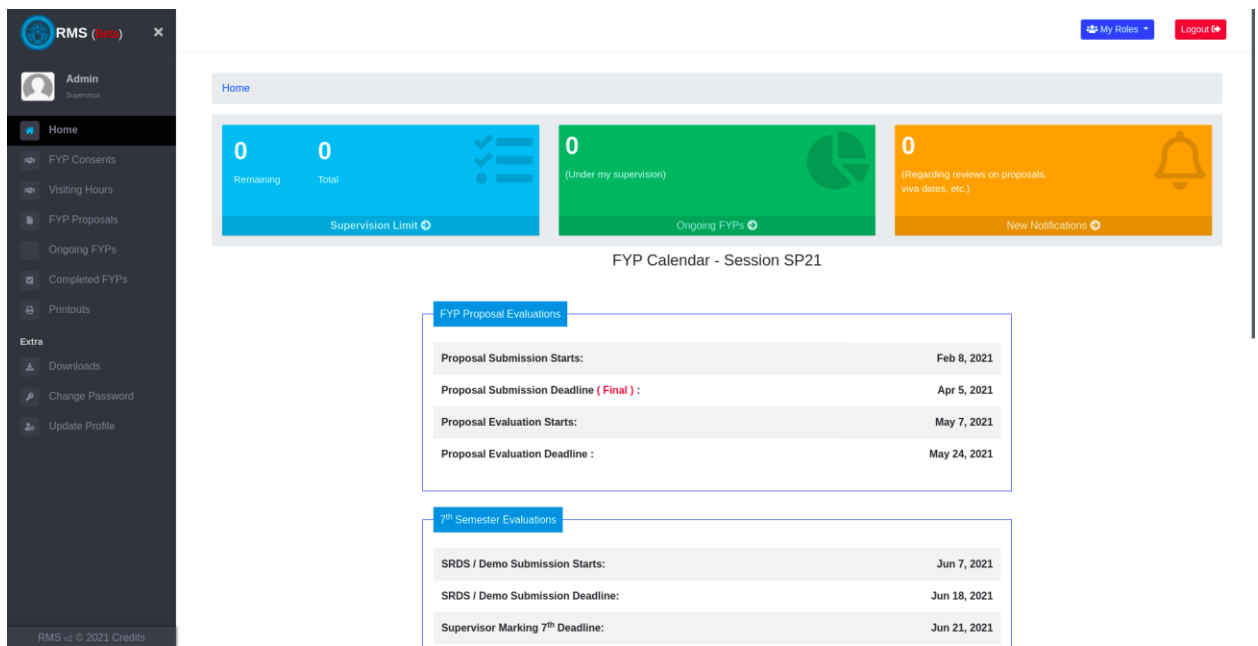 RMS (Beta) ×
My Roles
Logout
Admin
Supervisor
Home
FYP Consents
Visiting Hours
FYP Proposals
Ongoing FYPs
Completed FYPs
Printouts
Extra
Downloads
Change Password
Update Profile
RMS v2 © 2021 Credits
Home
0 0
Remaining Total
Supervision Limit
0
(Under my supervision)
Ongoing FYPs
0
(Regarding reviews on proposals,
viva dates, etc.)
New Notifications
FYP Calendar - Session SP21
FYP Proposal Evaluations
Proposal Submission Starts: Feb 8, 2021
Proposal Submission Deadline ( Final ) : Apr 5, 2021
Proposal Evaluation Starts: May 7, 2021
Proposal Evaluation Deadline : May 24, 2021
7th Semester Evaluations
SRDS / Demo Submission Starts: Jun 7, 2021
SRDS / Demo Submission Deadline: Jun 18, 2021
Supervisor Marking 7th Deadline: Jun 21, 2021